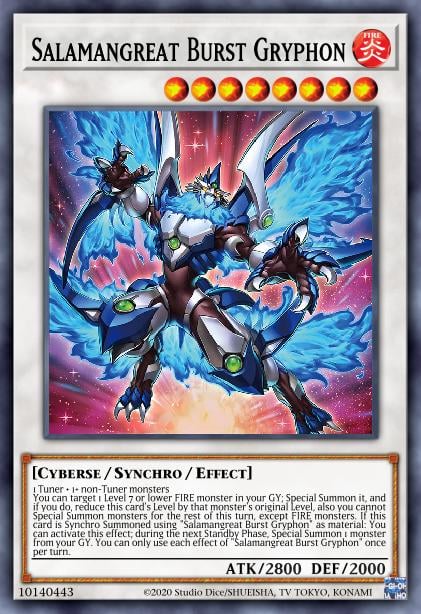 SALAMANGREAT BURST GRYPHON
FIRE
炎
[CYBERSE / SYNCHRO / EFFECT]
1 Tuner + 1+ non-Tuner monsters
You can target 1 Level 7 or lower FIRE monster in your GY; Special Summon it, and
if you do, reduce this card's Level by that monster's original Level, also you cannot
Special Summon monsters for the rest of this turn, except FIRE monsters. If this
card is Synchro Summoned using "Salamangreat Burst Gryphon" as material: You
can activate this effect; during the next Standby Phase, Special Summon 1 monster
from your GY. You can only use each effect of "Salamangreat Burst Gryphon" once
per turn.
ATK/2800 DEF/2000
10140443
©2020 Studio Dice/SHUEISHA, TV TOKYO, KONAMI